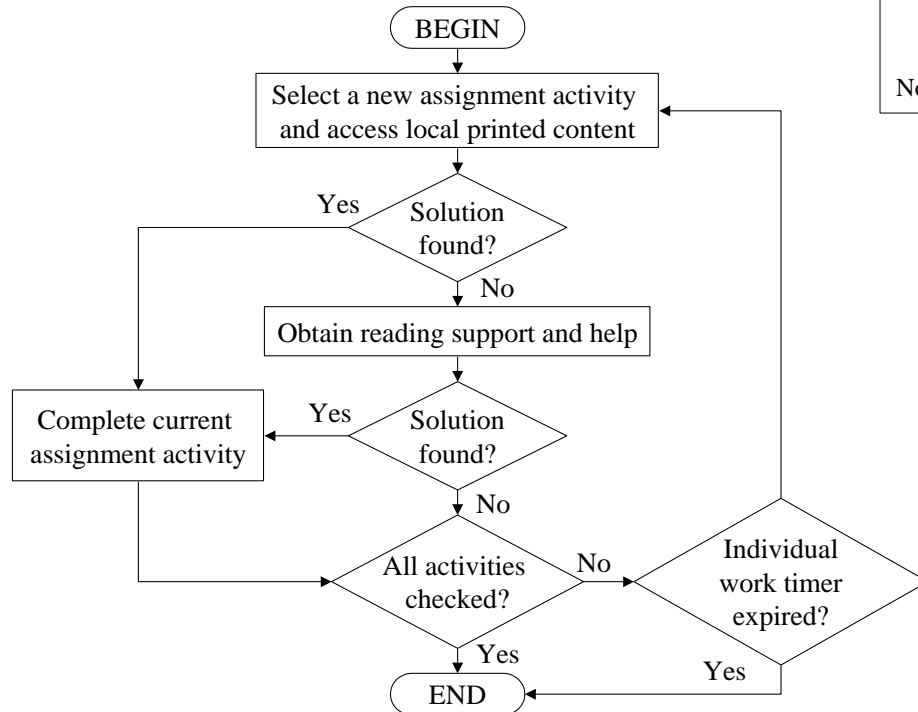 BEGIN
Select a new assignment activity
and access local printed content
No
Yes
Solution
found?
No
Obtain reading support and help
Complete current
assignment activity
Yes
Solution
found?
No
All activities
checked?
No
Individual
work timer
expired?
Yes
Yes
END